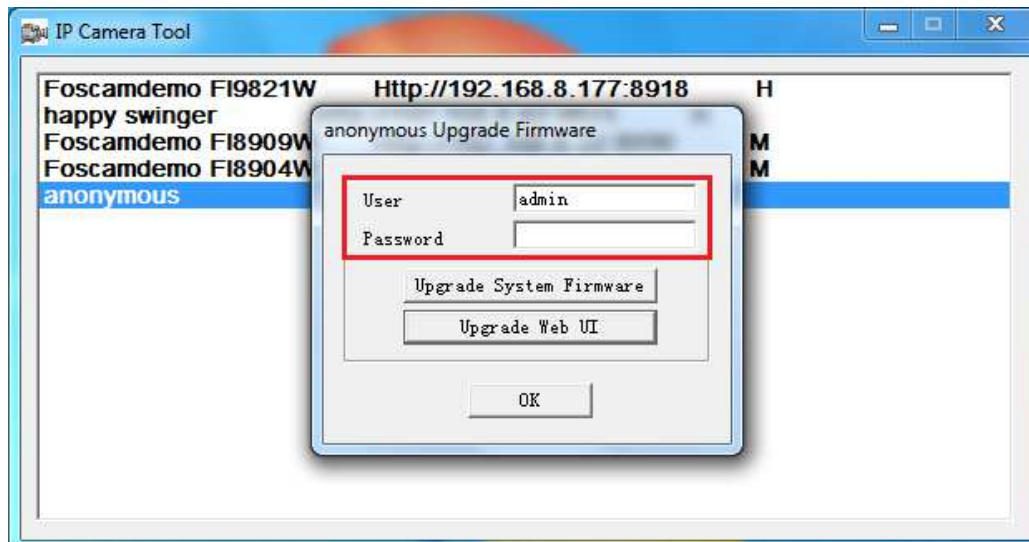 IP Camera Tool
Foscamdemo FI9821W Http://192.168.8.177:8918 H
happy swinger
Foscamdemo FI8909W M
Foscamdemo FI8904W M
anonymous
anonymous Upgrade Firmware
User admin
Password
Upgrade System Firmware
Upgrade Web UI
OK